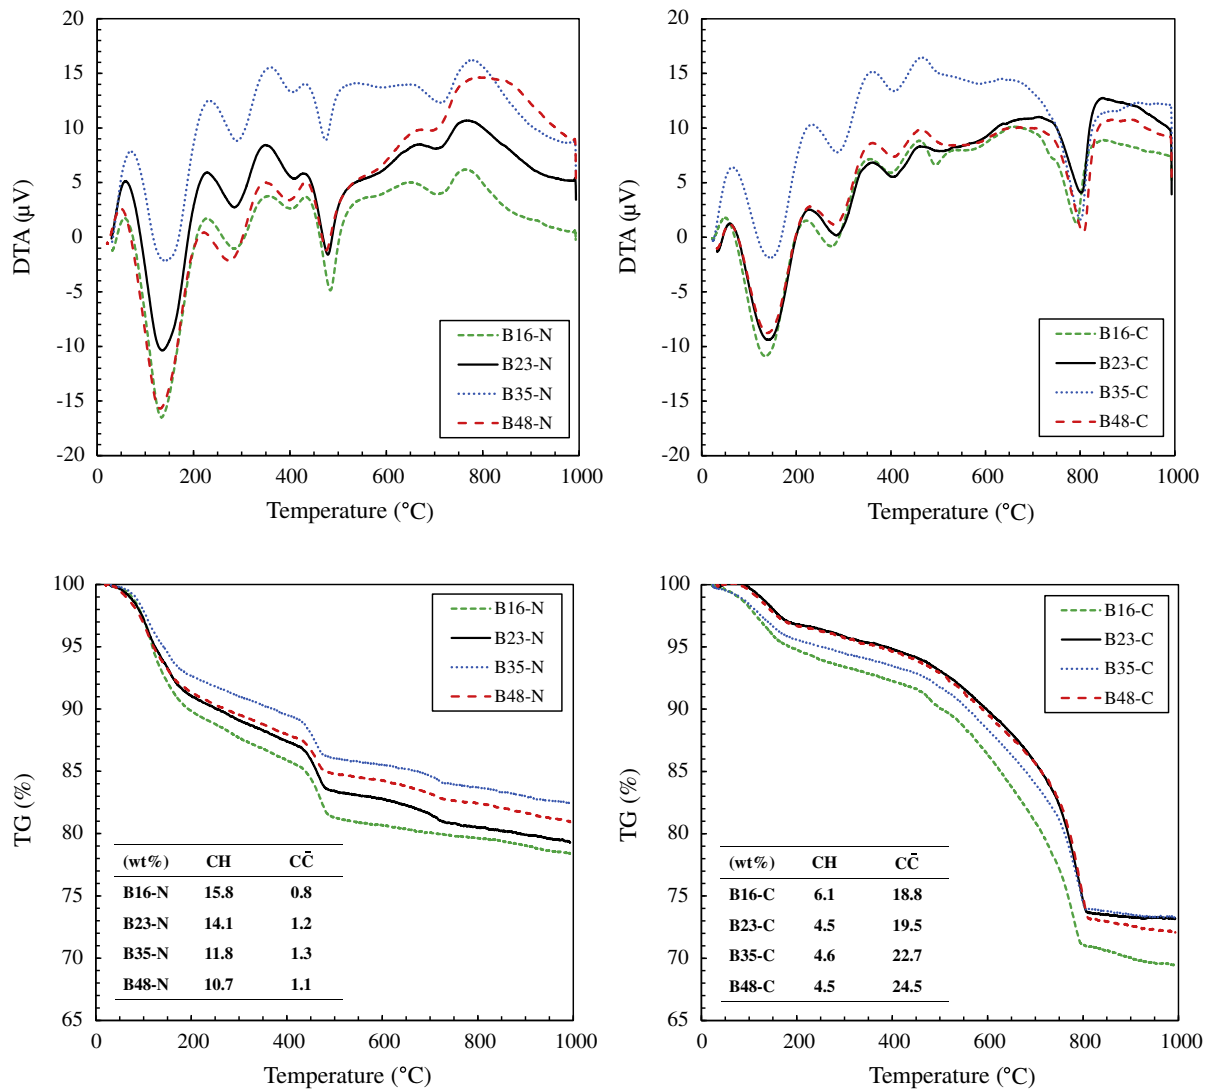 20
15
10
5
0
-5
-10
-15
-20
DTA (µV)
0 200 400 600 800 1000
Temperature (°C)
B16-N
B23-N
B35-N
B48-N
20
15
10
5
0
-5
-10
-15
-20
DTA (µV)
0 200 400 600 800 1000
Temperature (°C)
B16-C
B23-C
B35-C
B48-C
100
95
90
85
80
75
70
65
TG (%)
0 200 400 600 800 1000
Temperature (°C)
B16-N
B23-N
B35-N
B48-N
(wt%) CH CC̄
B16-N 15.8 0.8
B23-N 14.1 1.2
B35-N 11.8 1.3
B48-N 10.7 1.1
100
95
90
85
80
75
70
65
TG (%)
0 200 400 600 800 1000
Temperature (°C)
B16-C
B23-C
B35-C
B48-C
(wt%) CH CC̄
B16-C 6.1 18.8
B23-C 4.5 19.5
B35-C 4.6 22.7
B48-C 4.5 24.5